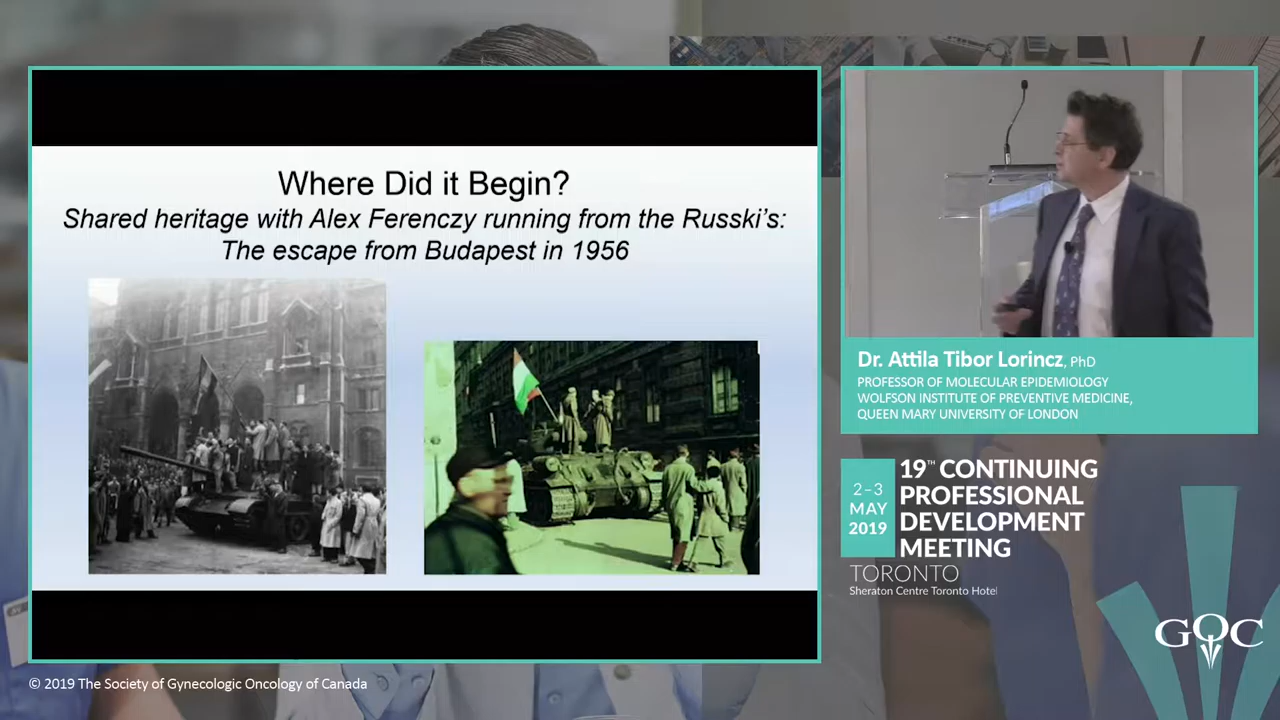 Where Did it Begin?
Shared heritage with Alex Ferenczy running from the Russki's:
The escape from Budapest in 1956
Dr. Attila Tibor Lorincz, PhD
PROFESSOR OF MOLECULAR EPIDEMIOLOGY
WOLFSON INSTITUTE OF PREVENTIVE MEDICINE,
QUEEN MARY UNIVERSITY OF LONDON
2–3
MAY
2019
19™ CONTINUING
PROFESSIONAL
DEVELOPMENT
MEETING
TORONTO
Sheraton Centre Toronto Hotel
GOC
© 2019 The Society of Gynecologic Oncology of Canada